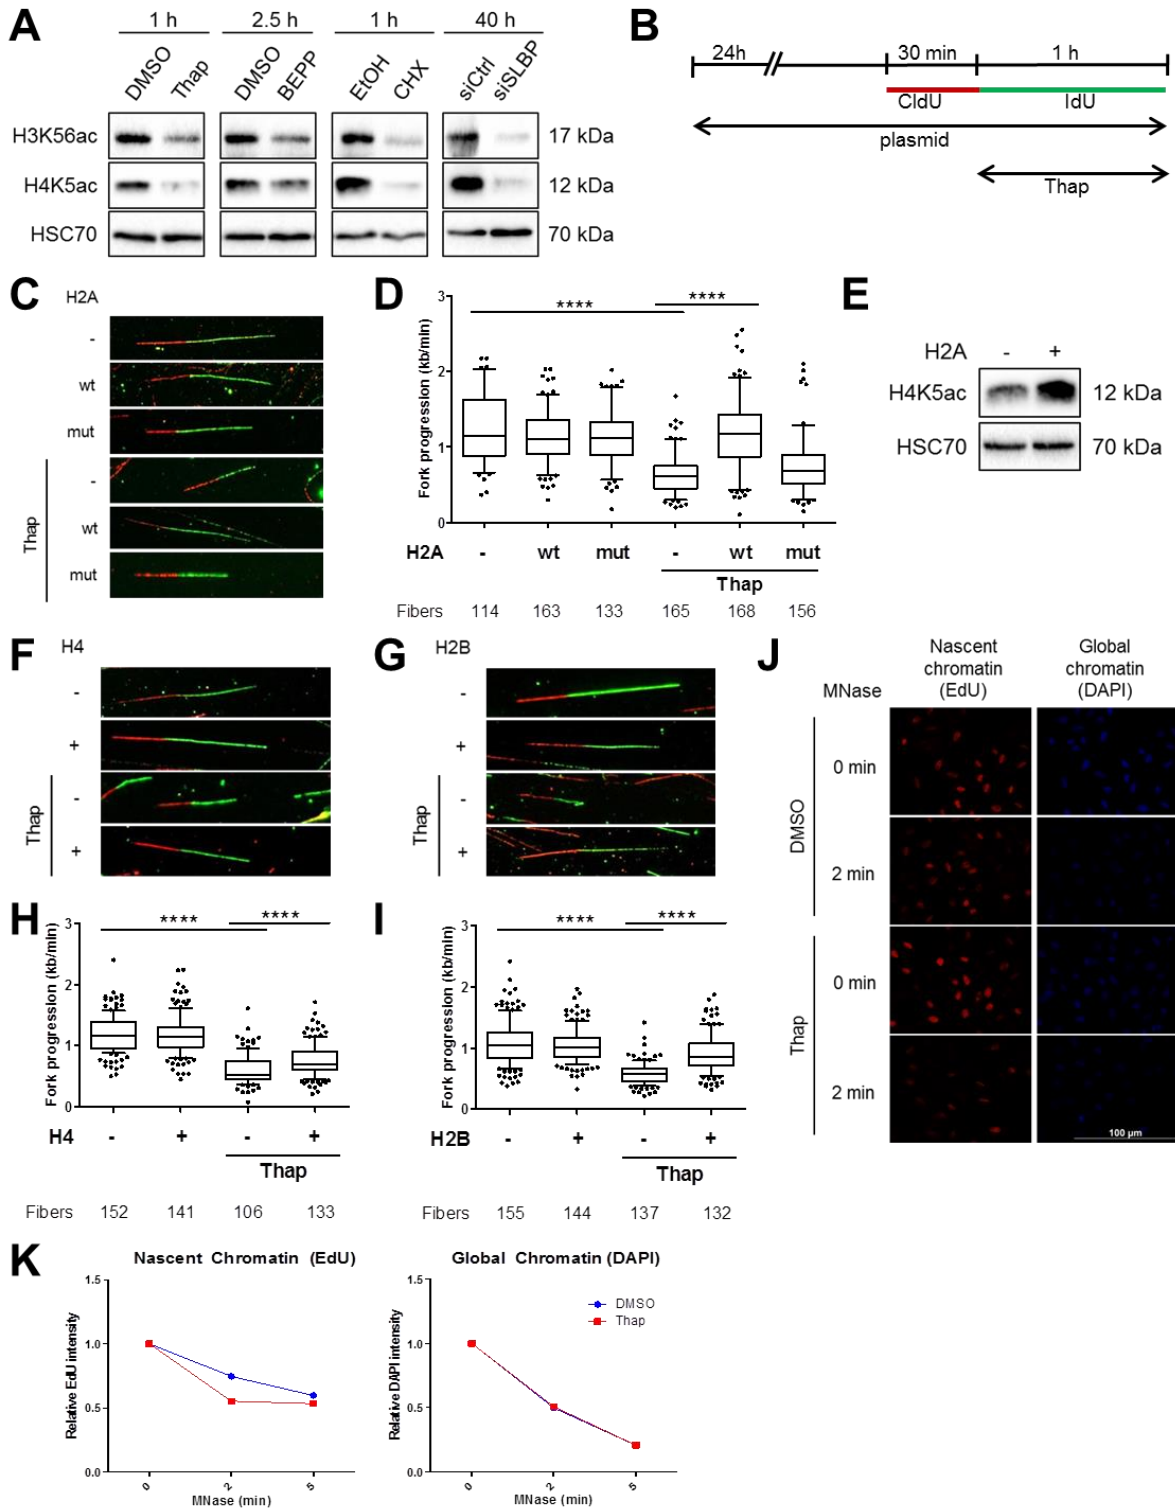 A
1 h 2.5 h 1 h 40 h
DMSO Thap DMSO BEPP EtOH CHX siCtrl siSLBP
H3K56ac 17 kDa
H4K5ac 12 kDa
HSC70 70 kDa
B
24h 30 min 1 h
CldU IdU
plasmid
Thap
C
H2A
-
wt
mut
-
wt
mut
Thap
D
**** ****
Fork progression (kb/min)
3
2
1
0
H2A - wt mut - wt mut
Thap
Fibers 114 163 133 165 168 156
E
H2A - +
H4K5ac 12 kDa
HSC70 70 kDa
F
H4
-
+
-
+
Thap
G
H2B
-
+
-
+
Thap
H
**** ****
Fork progression (kb/min)
3
2
1
0
H4 - + - +
Thap
Fibers 152 141 106 133
I
**** ****
Fork progression (kb/min)
3
2
1
0
H2B - + - +
Thap
Fibers 155 144 137 132
J
Nascent Global
chromatin chromatin
MNase (EdU) (DAPI)
0 min
2 min
DMSO
0 min
2 min
Thap
100 µm
K
Nascent Chromatin (EdU)
Relative EdU intensity
1.5
1.0
0.5
0.0
0 2 5
MNase (min)
Global Chromatin (DAPI)
Relative DAPI intensity
1.5
1.0
0.5
0.0
0 2 5
MNase (min)
DMSO
Thap